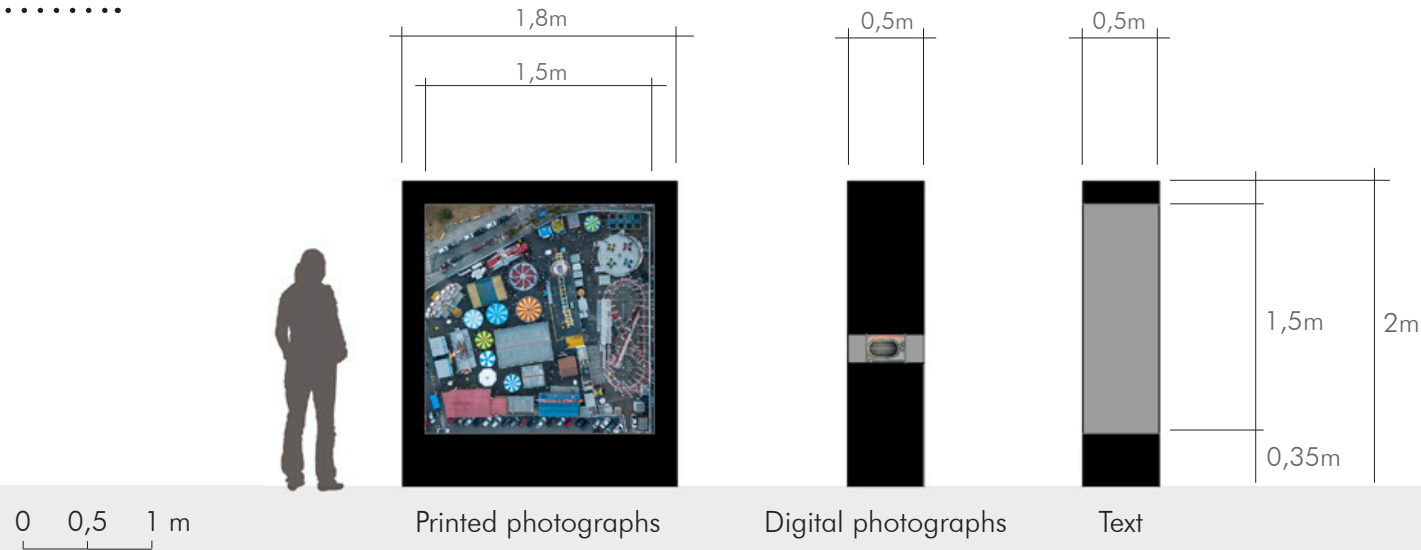 1,8m
0,5m
0,5m
1,5m
1,5m
2m
0,35m
0 0,5 1 m
Printed photographs
Digital photographs
Text